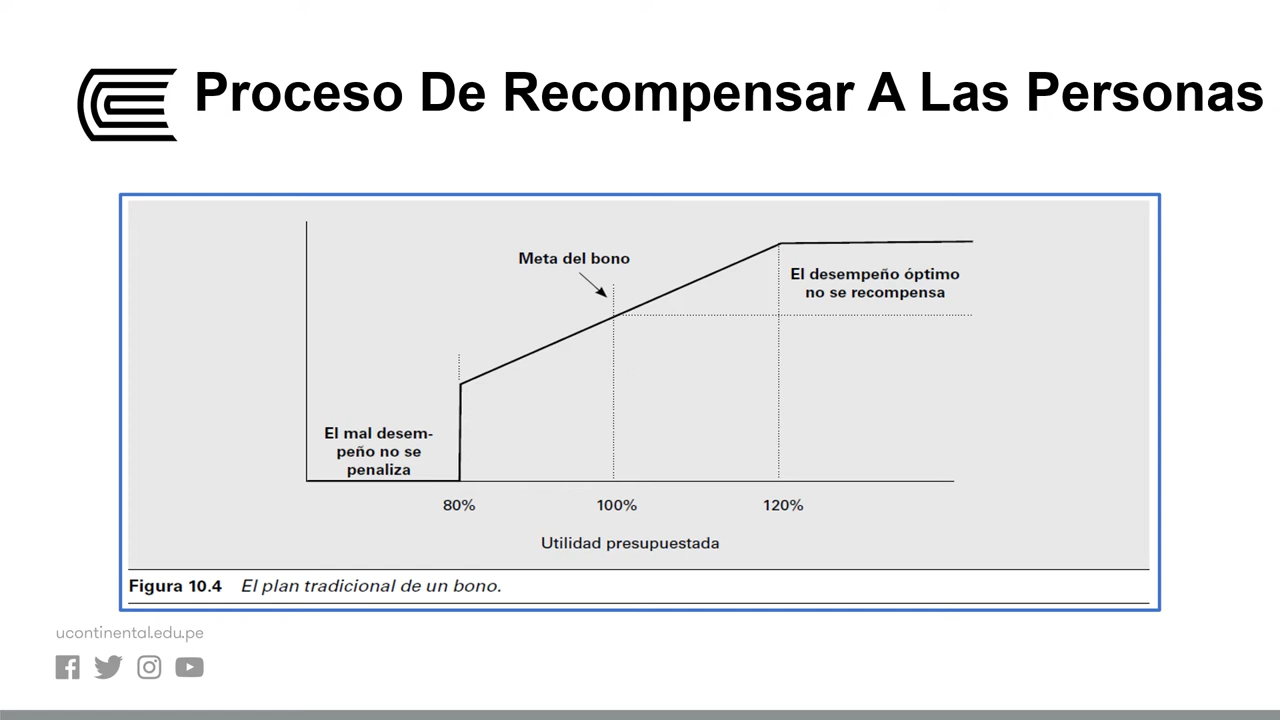 Proceso De Recompensar A Las Personas
Meta del bono
El desempeño óptimo
no se recompensa
El mal desem-
peño no se
penaliza
80%
100%
120%
Utilidad presupuestada
Figura 10.4 El plan tradicional de un bono.
ucontinental.edu.pe